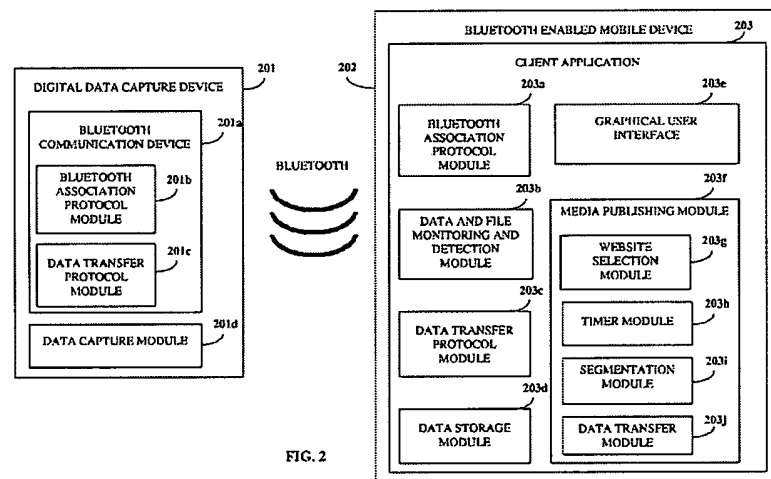 BLUETOOTH ENABLED MOBILE DEVICE
203
CLIENT APPLICATION
201
202
DIGITAL DATA CAPTURE DEVICE
201a
BLUETOOTH
COMMUNICATION DEVICE
BLUETOOTH
ASSOCIATION
PROTOCOL
MODULE
201b
DATA TRANSFER
PROTOCOL
MODULE
201c
DATA CAPTURE MODULE
201d
BLUETOOTH
203a
BLUETOOTH
ASSOCIATION
PROTOCOL
MODULE
203b
DATA AND FILE
MONITORING AND
DETECTION
MODULE
203c
DATA TRANSFER
PROTOCOL
MODULE
203d
DATA STORAGE
MODULE
203e
GRAPHICAL USER
INTERFACE
203f
MEDIA PUBLISHING MODULE
WEBSITE
SELECTION
MODULE
203g
TIMER MODULE
203h
SEGMENTATION
MODULE
203i
DATA TRANSFER
MODULE
203j
FIG. 2